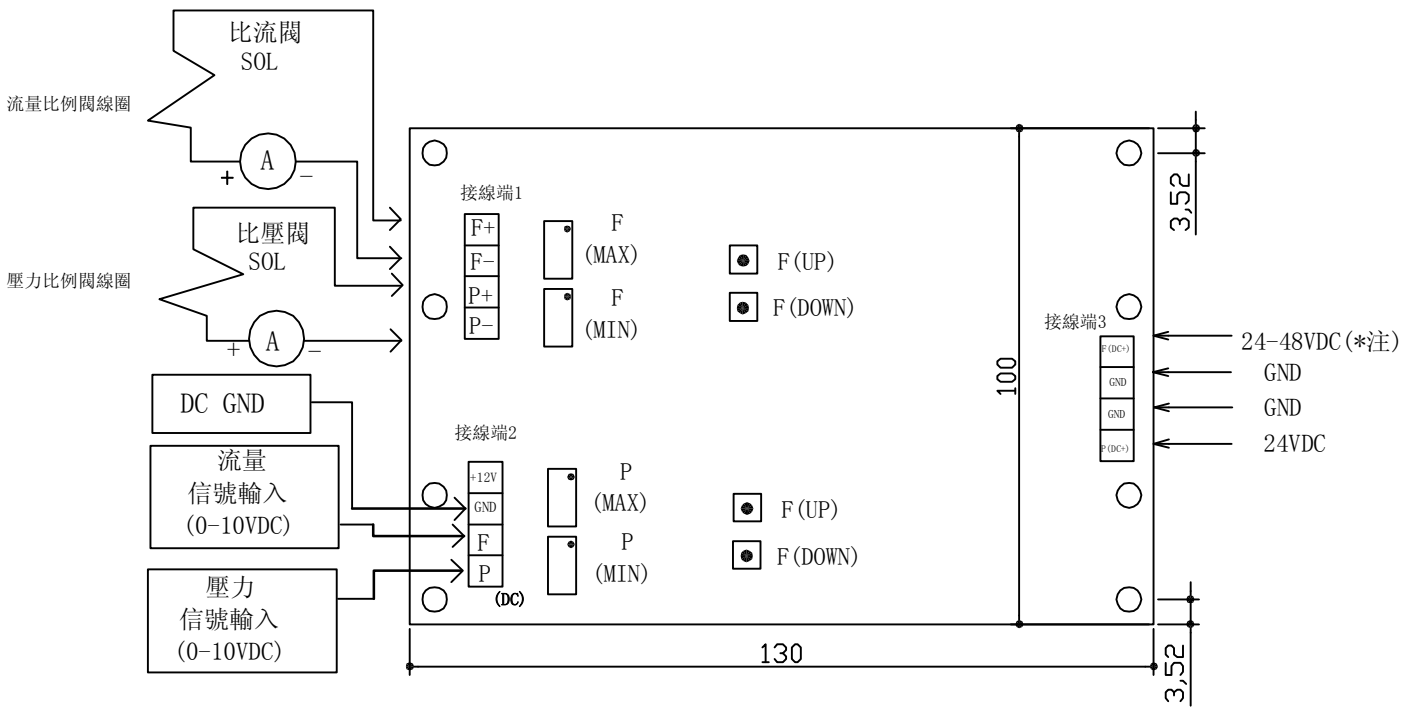 比流閥
SOL
流量比例閥線圈
A
+
−
比壓閥
SOL
壓力比例閥線圈
A
+
−
DC GND
流量
信號輸入
(0-10VDC)
壓力
信號輸入
(0-10VDC)
接線端1
F+
F-
P+
P-
F
(MAX)
F
(MIN)
F(UP)
F(DOWN)
接線端2
+12V
GND
F
P
(DC)
P
(MAX)
P
(MIN)
F(UP)
F(DOWN)
接線端3
F(DC+)
GND
GND
P(DC+)
24-48VDC(*注)
GND
GND
24VDC
100
130
3,52
3,52